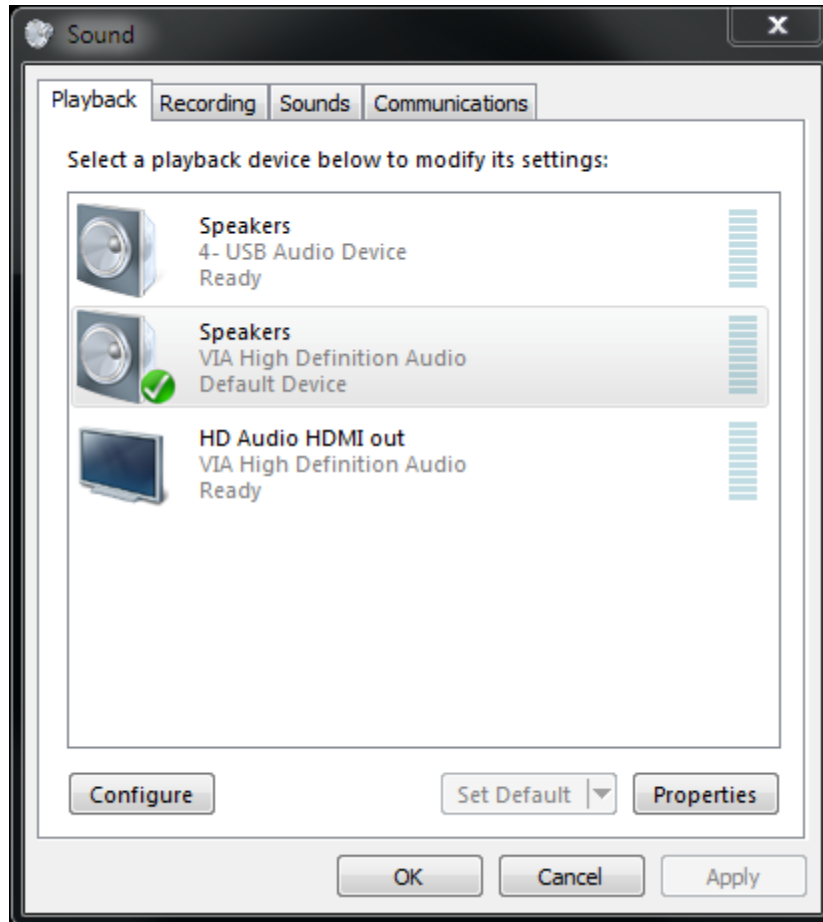 Sound
Playback Recording Sounds Communications
Select a playback device below to modify its settings:
Speakers
4- USB Audio Device
Ready
Speakers
VIA High Definition Audio
Default Device
HD Audio HDMI out
VIA High Definition Audio
Ready
Configure Set Default Properties
OK Cancel Apply